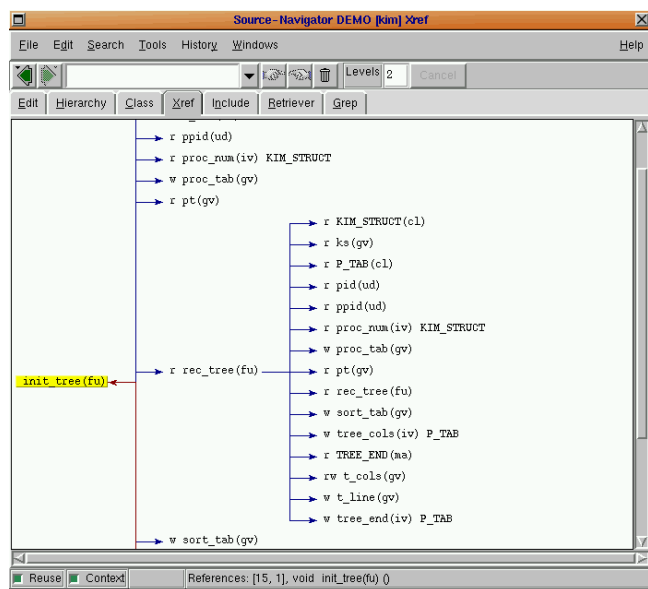 Source-Navigator DEMO [kim] Xref
File Edit Search Tools History Windows Help
Levels 2 Cancel
Edit Hierarchy Class Xref Include Retriever Grep
r ppid(ud)
r proc_num(iv) KIM_STRUCT
w proc_tab(gv)
r pt(gv)
r KIM_STRUCT(cl)
r ks(gv)
r P_TAB(cl)
r pid(ud)
r ppid(ud)
r proc_num(iv) KIM_STRUCT
w proc_tab(gv)
r rec_tree(fu) r pt(gv)
init_tree(fu) r rec_tree(fu)
w sort_tab(gv)
w tree_cols(iv) P_TAB
r TREE_END(ma)
rw t_cols(gv)
w t_line(gv)
w tree_end(iv) P_TAB
w sort_tab(gv)
Reuse Context References: [15, 1], void init_tree(fu) ()